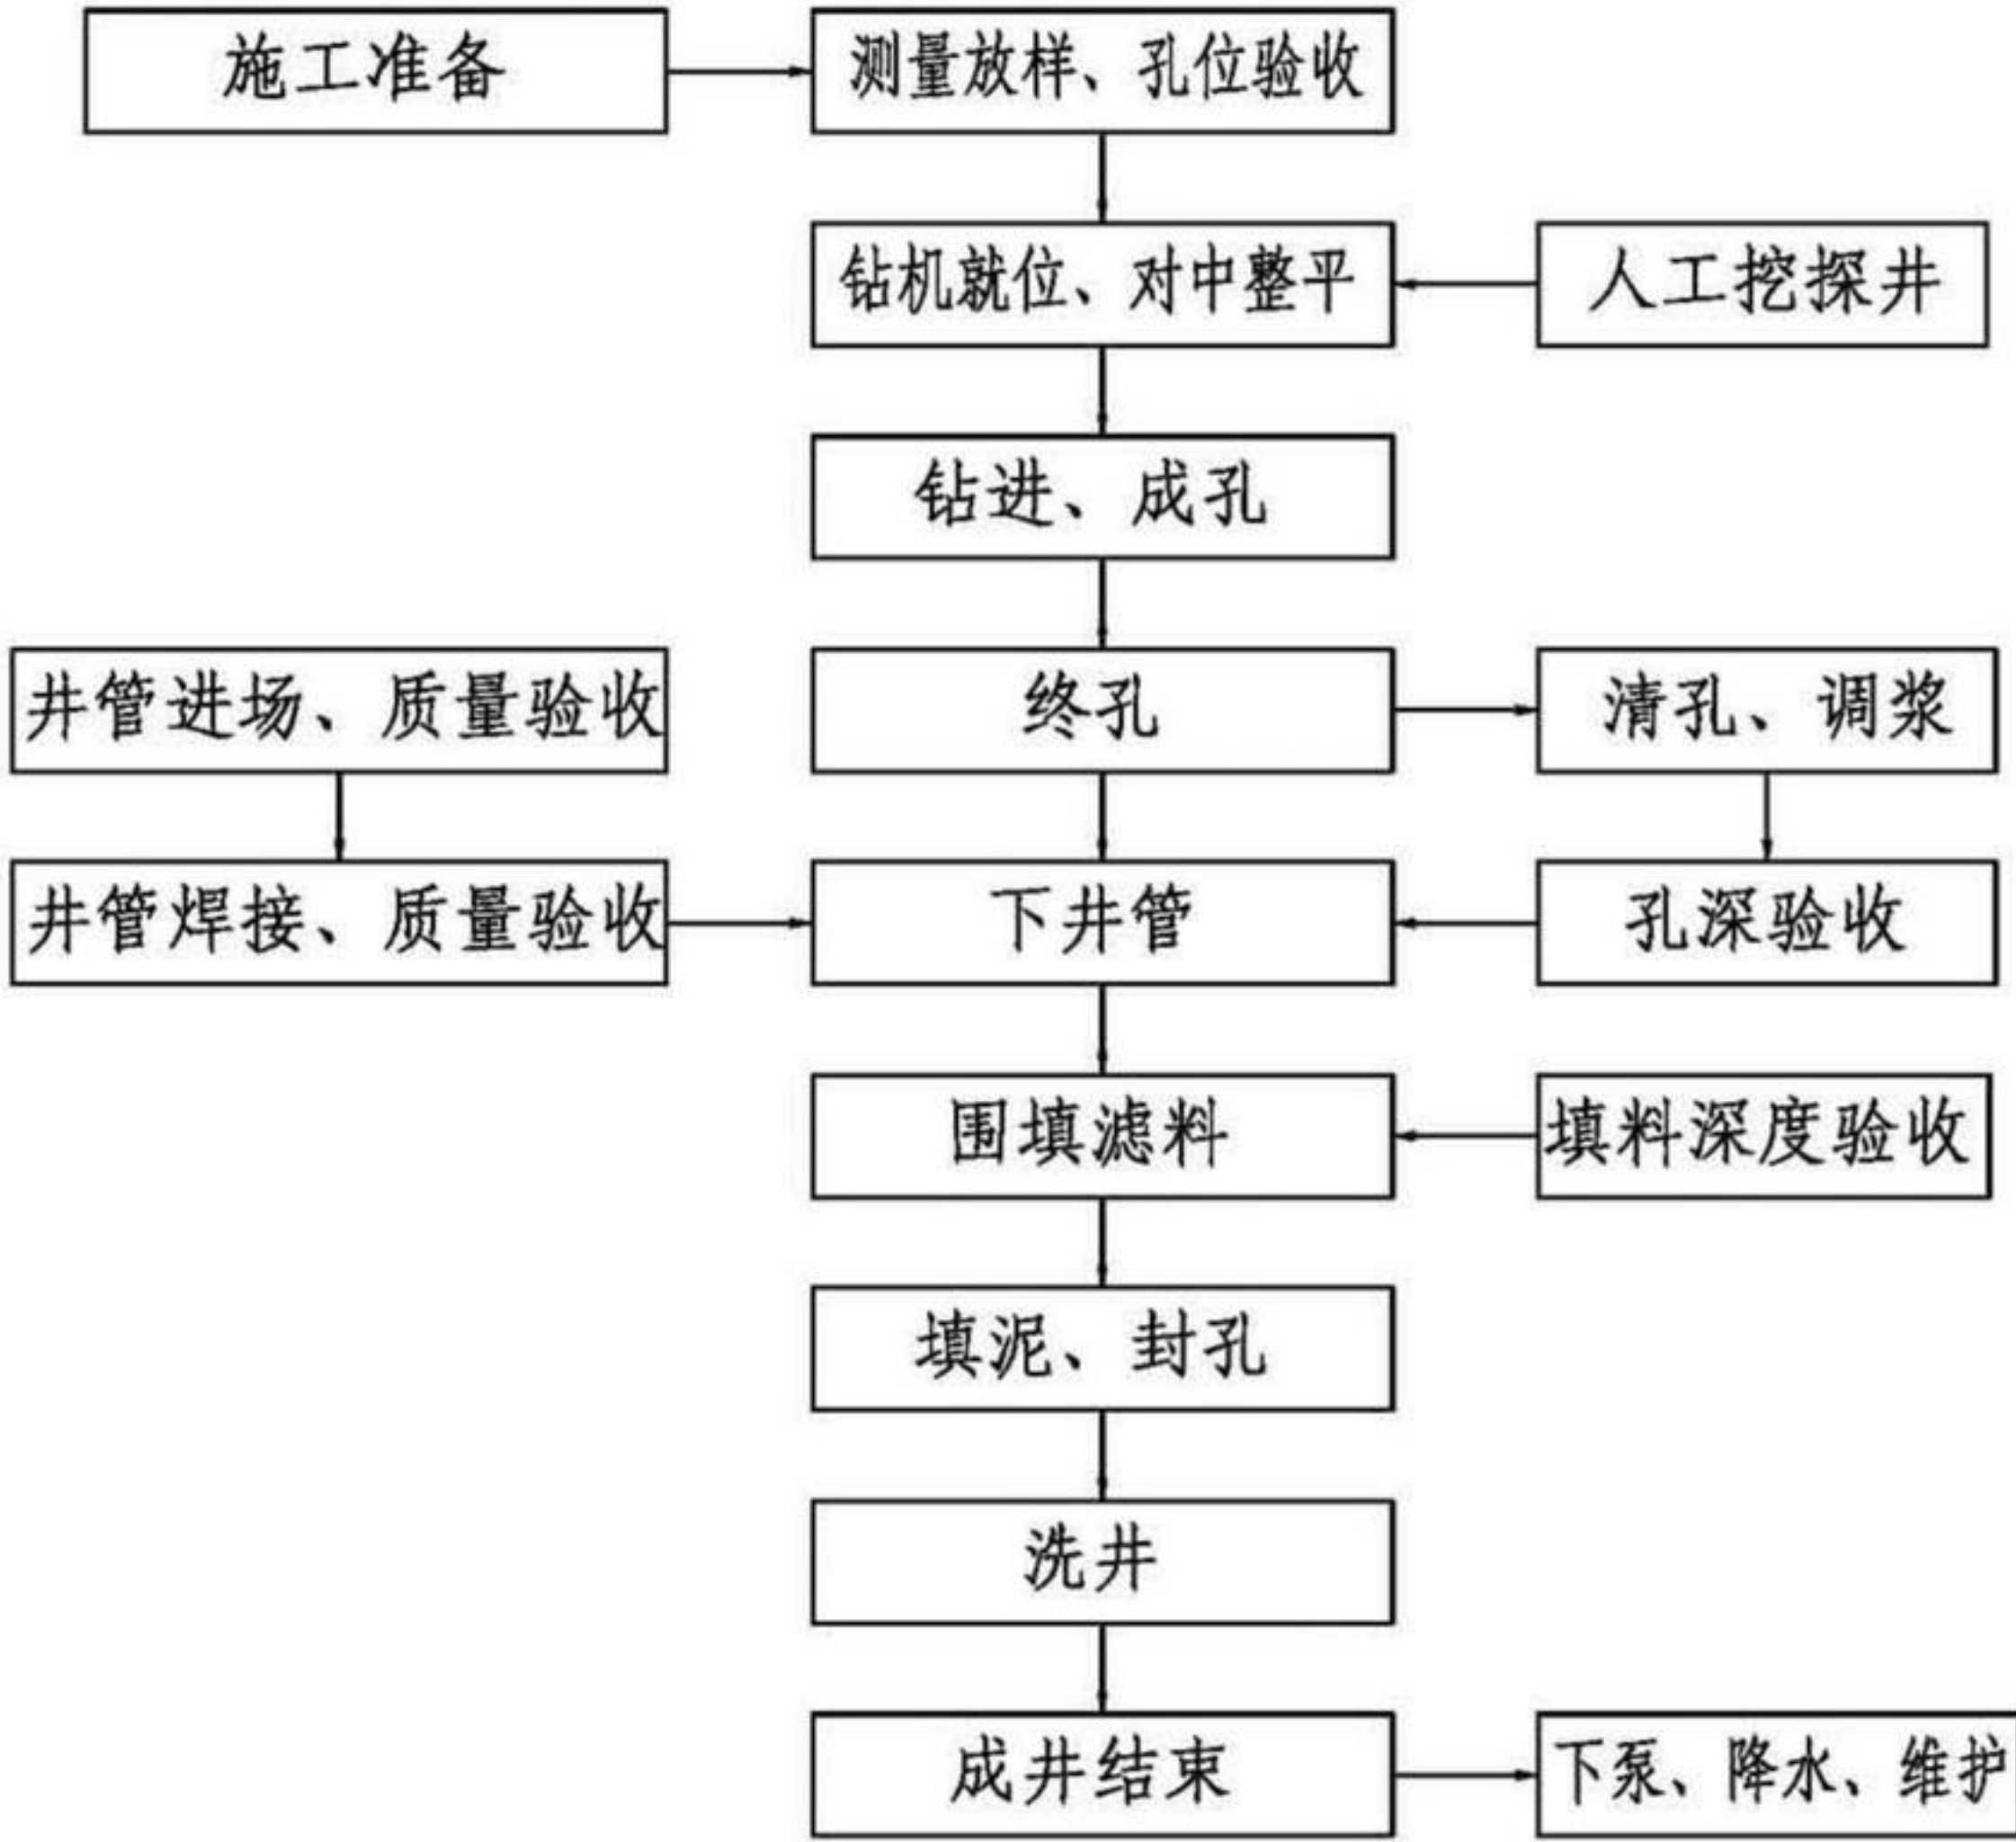 施工准备
测量放样、孔位验收
钻机就位、对中整平
人工挖探井
钻进、成孔
井管进场、质量验收
终孔
清孔、调浆
井管焊接、质量验收
下井管
孔深验收
围填滤料
填料深度验收
填泥、封孔
洗井
成井结束
下泵、降水、维护